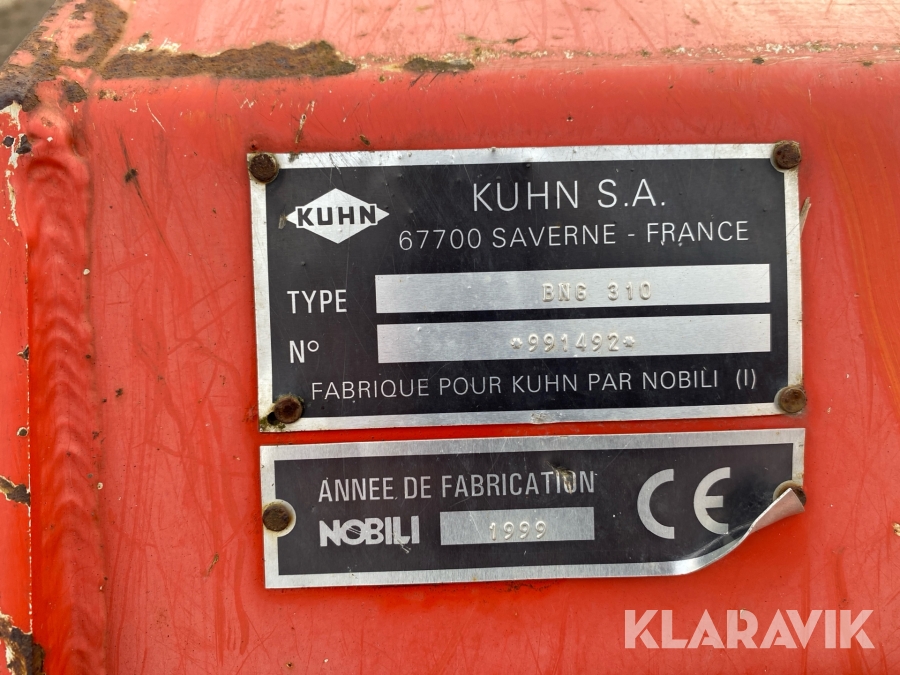 KUHN
KUHN S.A.
67700 SAVERNE - FRANCE
TYPE BNG 310
N° *991492*
FABRIQUE POUR KUHN PAR NOBILI (I)
ANNEE DE FABRICATION
NOBILI 1999
CE
KLARAVIK